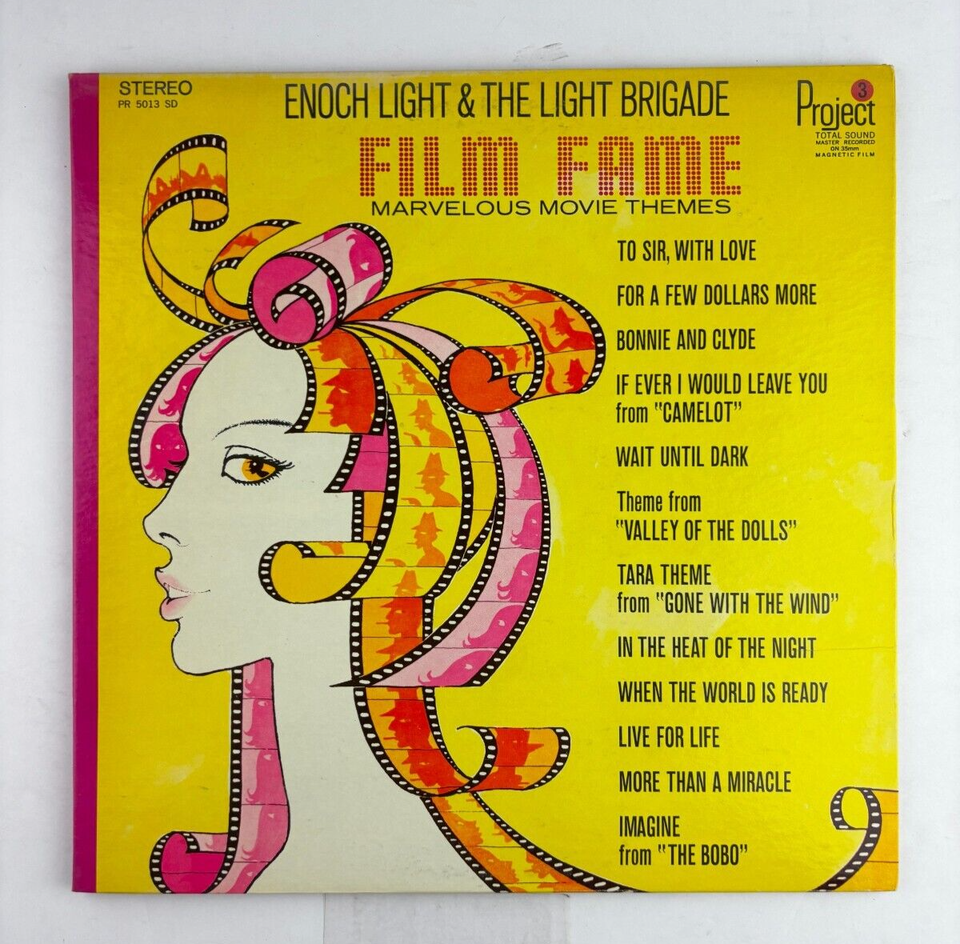 STEREO
PR 5013 SD
ENOCH LIGHT & THE LIGHT BRIGADE
Project 3
TOTAL SOUND
MASTER RECORDED
ON 35mm
MAGNETIC FILM
FILM FAME
MARVELOUS MOVIE THEMES
TO SIR, WITH LOVE
FOR A FEW DOLLARS MORE
BONNIE AND CLYDE
IF EVER I WOULD LEAVE YOU
from "CAMELOT"
WAIT UNTIL DARK
Theme from
"VALLEY OF THE DOLLS"
TARA THEME
from "GONE WITH THE WIND"
IN THE HEAT OF THE NIGHT
WHEN THE WORLD IS READY
LIVE FOR LIFE
MORE THAN A MIRACLE
IMAGINE
from "THE BOBO"